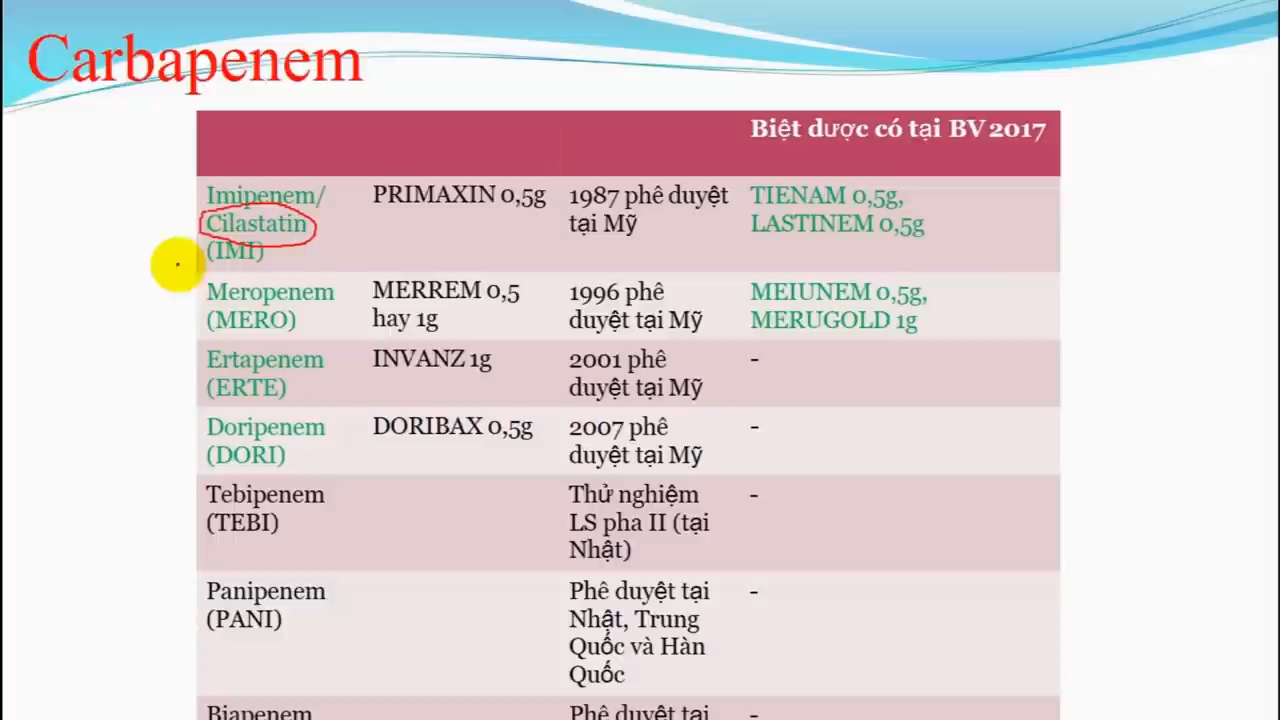 Carbapenem
Biệt dược có tại BV 2017
Imipenem/
Cilastatin
(IMI)
PRIMAXIN 0,5g
1987 phê duyệt
tại Mỹ
TIENAM 0,5g,
LASTINEM 0,5g
Meropenem
(MERO)
MERREM 0,5
hay 1g
1996 phê
duyệt tại Mỹ
MEIUNEM 0,5g,
MERUGOLD 1g
Ertapenem
(ERTE)
INVANZ 1g
2001 phê
duyệt tại Mỹ
-
Doripenem
(DORI)
DORIBAX 0,5g
2007 phê
duyệt tại Mỹ
-
Tebipenem
(TEBI)
Thử nghiệm
LS pha II (tại
Nhật)
-
Panipenem
(PANI)
Phê duyệt tại
Nhật, Trung
Quốc và Hàn
Quốc
-
Biapenem
Phê duyệt tại
-